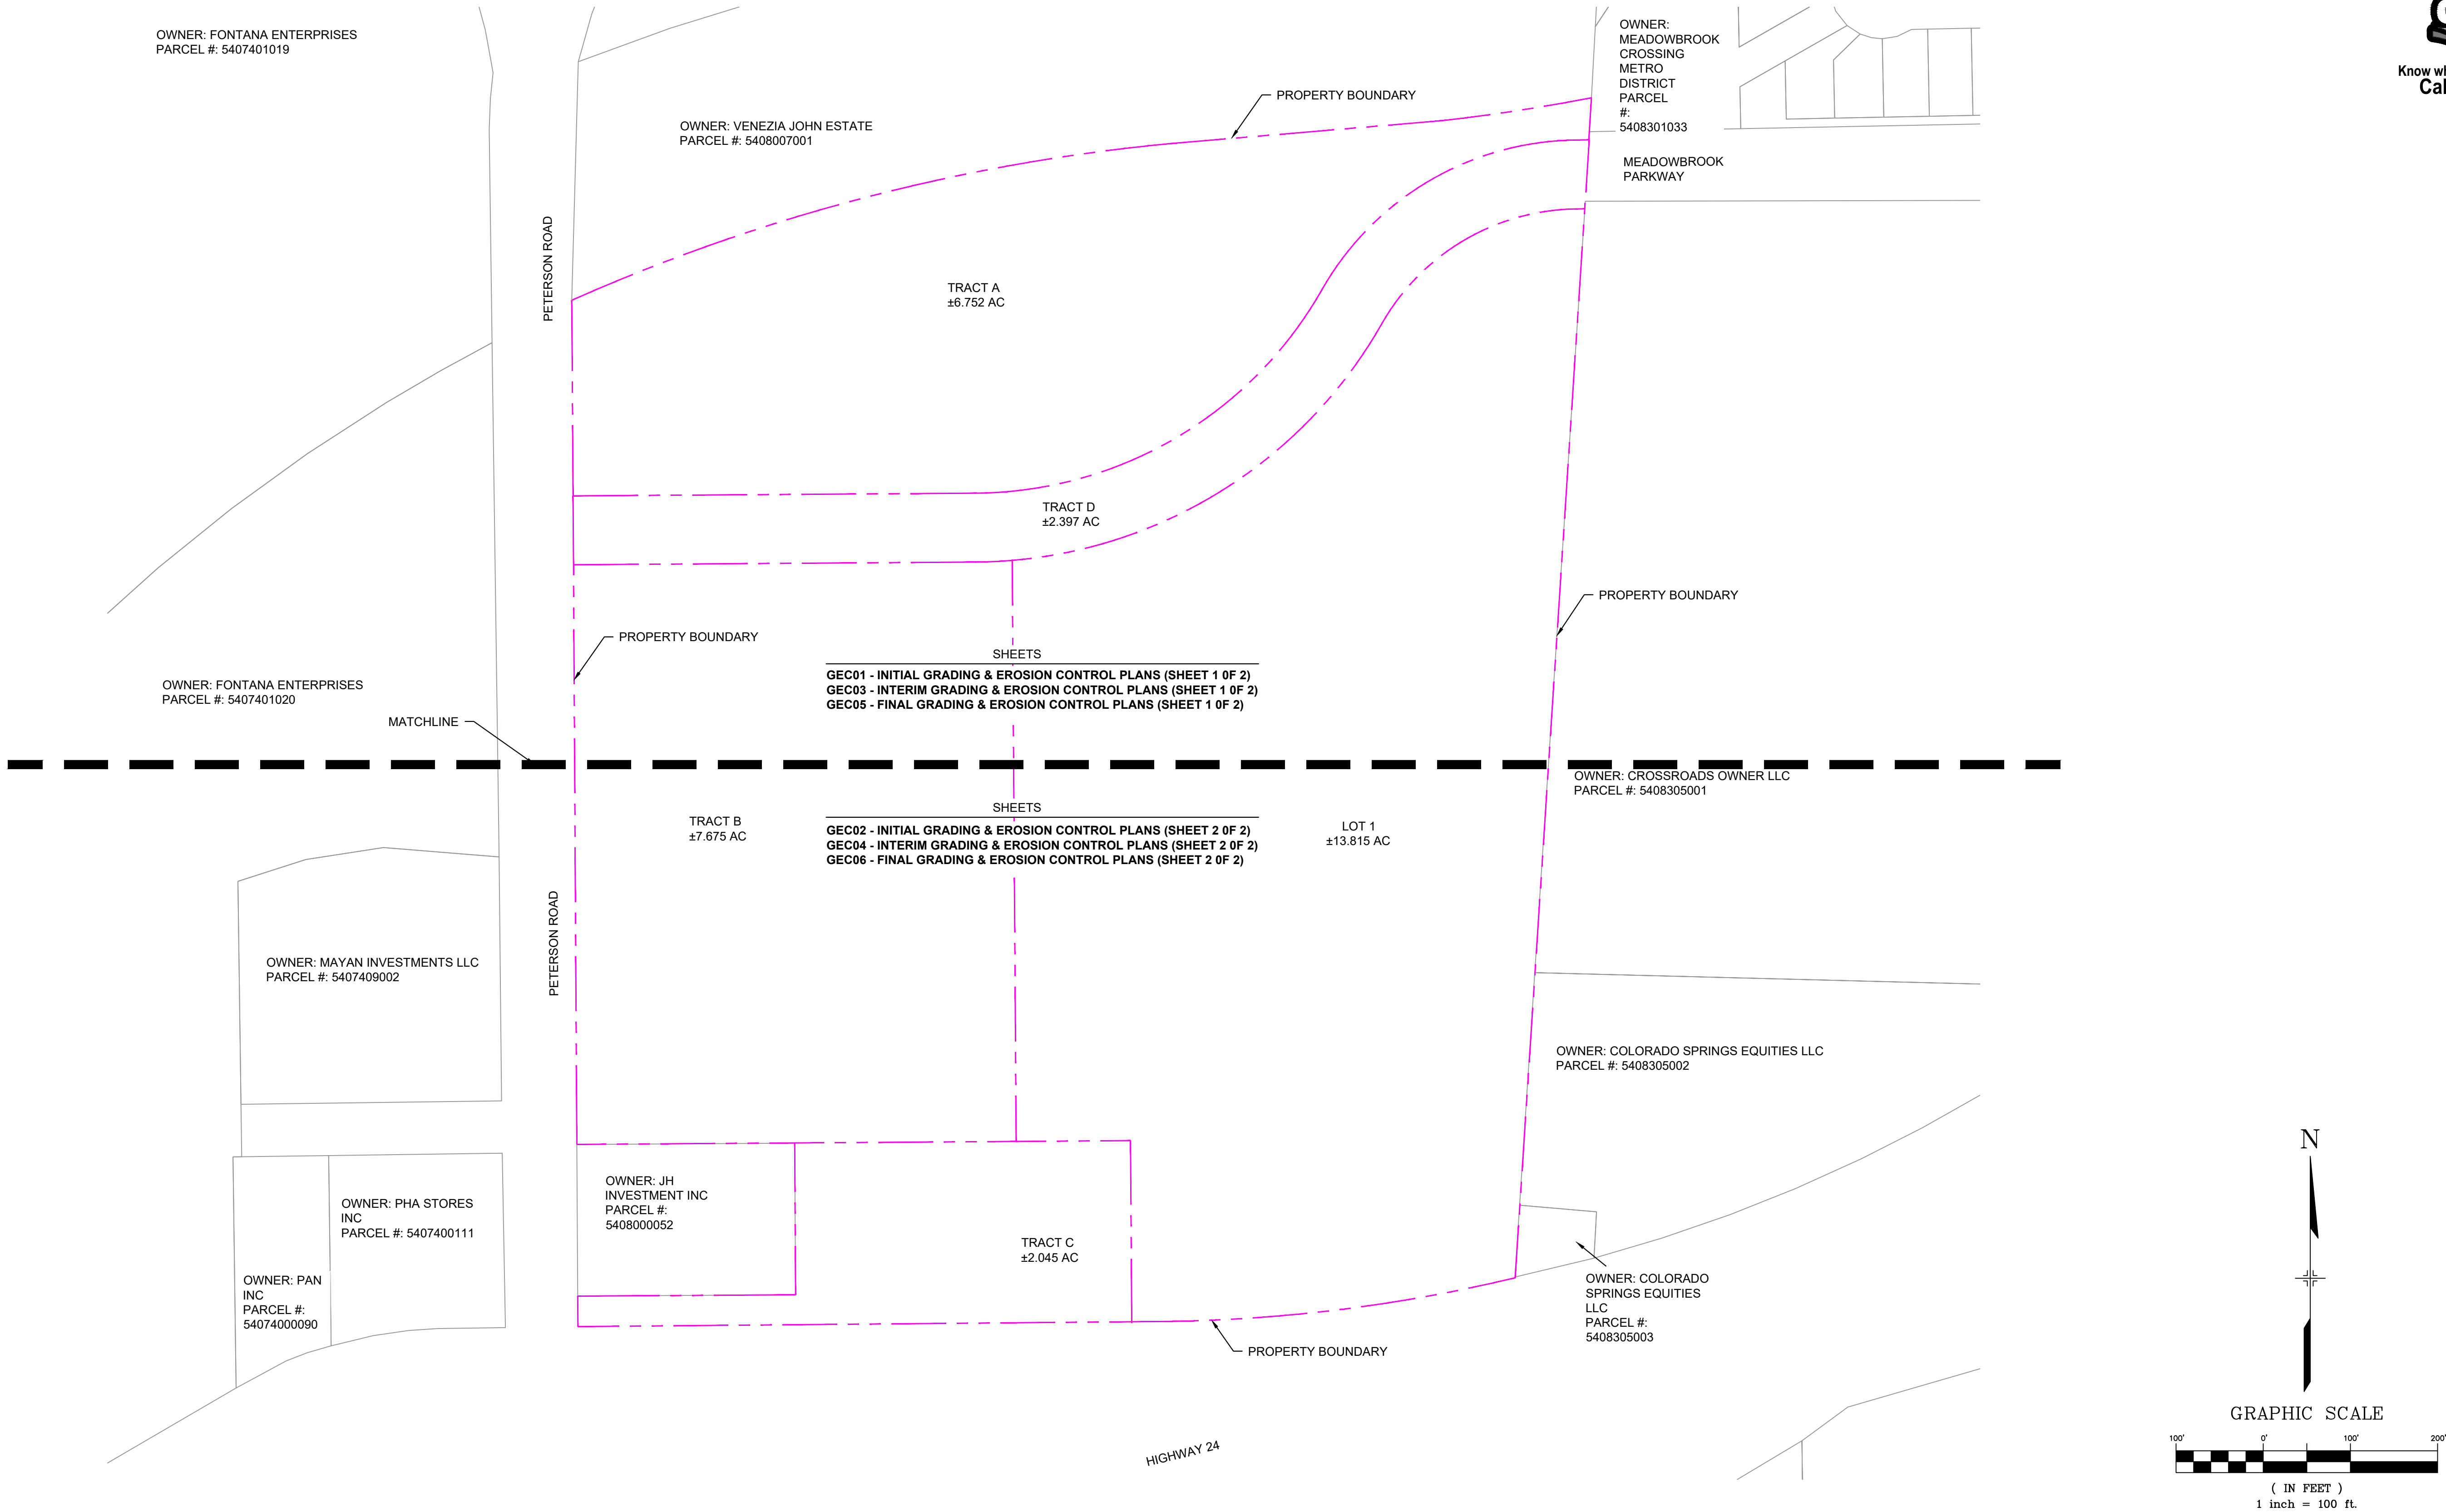 OWNER: FONTANA ENTERPRISES
PARCEL #: 5407401019
OWNER: VENEZIA JOHN ESTATE
PARCEL #: 5408007001
PROPERTY BOUNDARY
OWNER:
MEADOWBROOK
CROSSING
METRO
DISTRICT
PARCEL
#:
5408301033
MEADOWBROOK
PARKWAY
PETERSON ROAD
TRACT A
±6.752 AC
TRACT D
±2.397 AC
PROPERTY BOUNDARY
PROPERTY BOUNDARY
SHEETS
GEC01 - INITIAL GRADING & EROSION CONTROL PLANS (SHEET 1 0F 2)
GEC03 - INTERIM GRADING & EROSION CONTROL PLANS (SHEET 1 0F 2)
GEC05 - FINAL GRADING & EROSION CONTROL PLANS (SHEET 1 0F 2)
OWNER: FONTANA ENTERPRISES
PARCEL #: 5407401020
MATCHLINE
OWNER: CROSSROADS OWNER LLC
PARCEL #: 5408305001
SHEETS
GEC02 - INITIAL GRADING & EROSION CONTROL PLANS (SHEET 2 0F 2)
GEC04 - INTERIM GRADING & EROSION CONTROL PLANS (SHEET 2 0F 2)
GEC06 - FINAL GRADING & EROSION CONTROL PLANS (SHEET 2 0F 2)
TRACT B
±7.675 AC
LOT 1
±13.815 AC
PETERSON ROAD
OWNER: MAYAN INVESTMENTS LLC
PARCEL #: 5407409002
OWNER: COLORADO SPRINGS EQUITIES LLC
PARCEL #: 5408305002
OWNER: JH
INVESTMENT INC
PARCEL #:
5408000052
OWNER: PHA STORES
INC
PARCEL #: 5407400111
OWNER: PAN
INC
PARCEL #:
54074000090
TRACT C
±2.045 AC
OWNER: COLORADO
SPRINGS EQUITIES
LLC
PARCEL #:
5408305003
PROPERTY BOUNDARY
HIGHWAY 24
Know
N
GRAPHIC SCALE
100' 0' 100' 200'
( IN FEET )
1 inch = 100 ft.